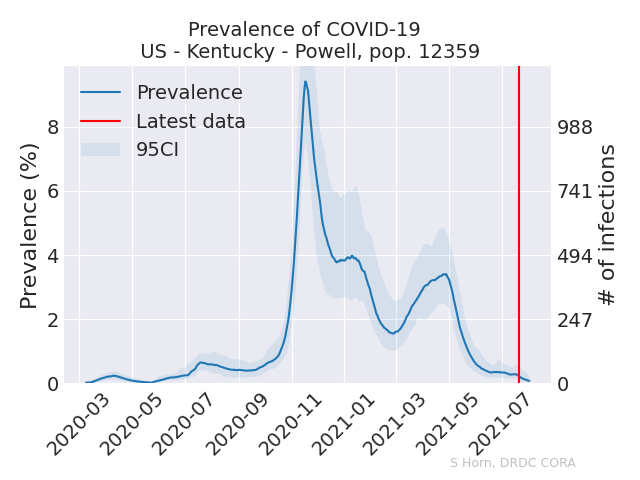 Prevalence of COVID-19
US - Kentucky - Powell, pop. 12359
Prevalence
Latest data
95CI
Prevalence (%)
8
6
4
2
0
988
741
494
247
0
# of infections
2020-03
2020-05
2020-07
2020-09
2020-11
2021-01
2021-03
2021-05
2021-07
S Horn, DRDC CORA